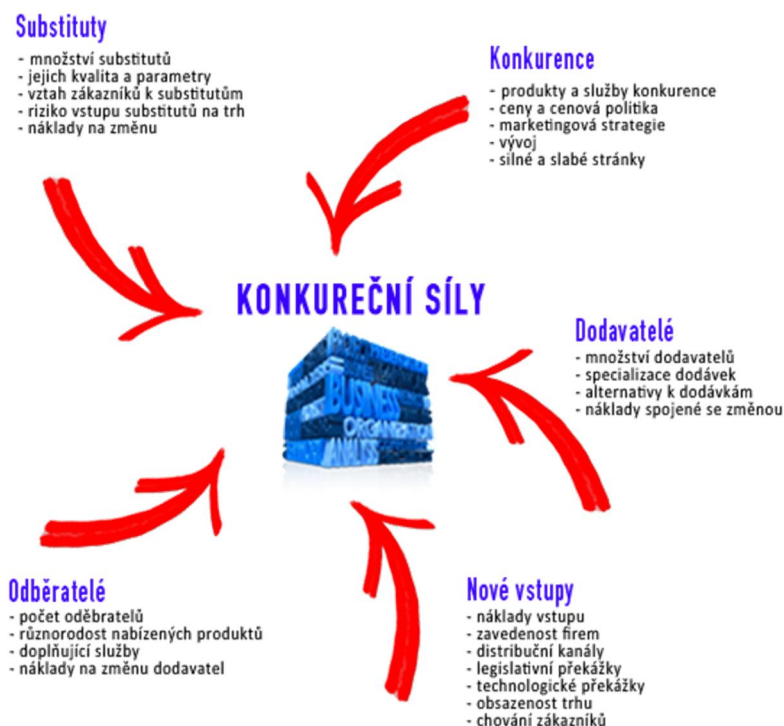 Substituty
- množství substitutů
- jejich kvalita a parametry
- vztah zákazníků k substitutům
- riziko vstupu substitutů na trh
- náklady na změnu
Konkurence
- produkty a služby konkurence
- ceny a cenová politika
- marketingová strategie
- vývoj
- silné a slabé stránky
KONKUREČNÍ SÍLY
BUSINESS
ORGANIZATION
ANALYSIS
Dodavatelé
- množství dodavatelů
- specializace dodávek
- alternativy k dodávkám
- náklady spojené se změnou
Odběratelé
- počet oděbratelů
- různorodost nabízených produktů
- doplňující služby
- náklady na změnu dodavatel
Nové vstupy
- náklady vstupu
- zavedenost firem
- distribuční kanály
- legislativní překážky
- technologické překážky
- obsazenost trhu
- chování zákazníků